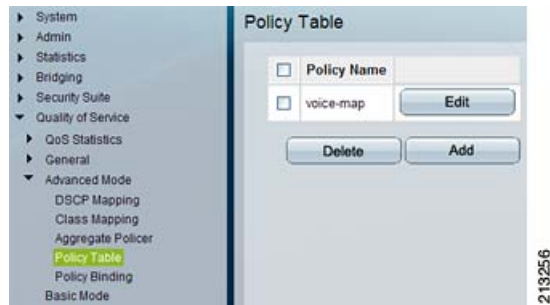 System
Admin
Statistics
Bridging
Security Suite
Quality of Service
QoS Statistics
General
Advanced Mode
DSCP Mapping
Class Mapping
Aggregate Policer
Policy Table
Policy Binding
Basic Mode
Policy Table
Policy Name
voice-map Edit
Delete Add
213256